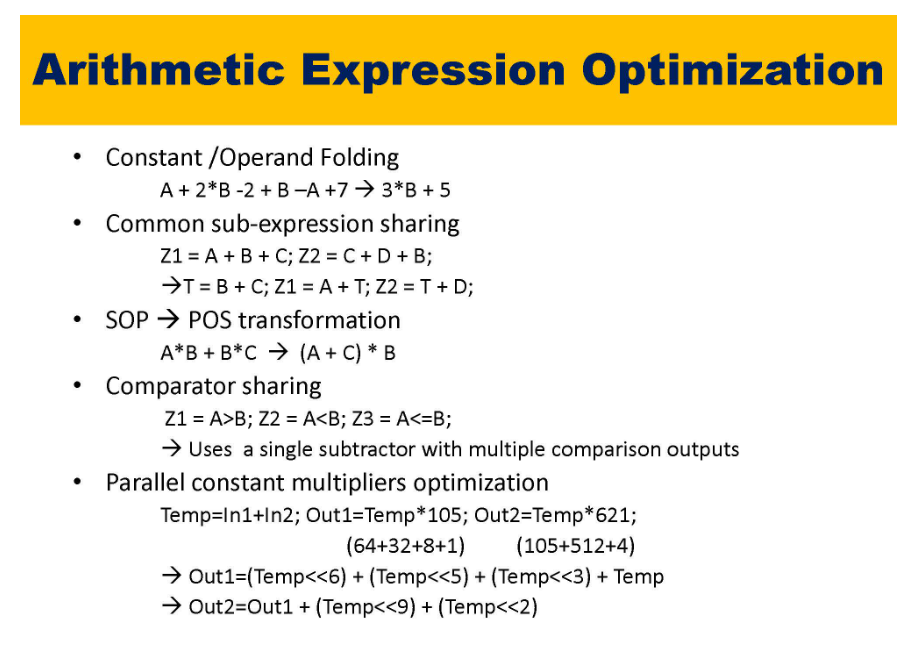 Arithmetic Expression Optimization
• Constant /Operand Folding
A + 2*B -2 + B –A +7 → 3*B + 5
• Common sub-expression sharing
Z1 = A + B + C; Z2 = C + D + B;
→T = B + C; Z1 = A + T; Z2 = T + D;
• SOP → POS transformation
A*B + B*C → (A + C) * B
• Comparator sharing
Z1 = A>B; Z2 = A<B; Z3 = A<=B;
→ Uses a single subtractor with multiple comparison outputs
• Parallel constant multipliers optimization
Temp=In1+In2; Out1=Temp*105; Out2=Temp*621;
(64+32+8+1) (105+512+4)
→ Out1=(Temp<<6) + (Temp<<5) + (Temp<<3) + Temp
→ Out2=Out1 + (Temp<<9) + (Temp<<2)